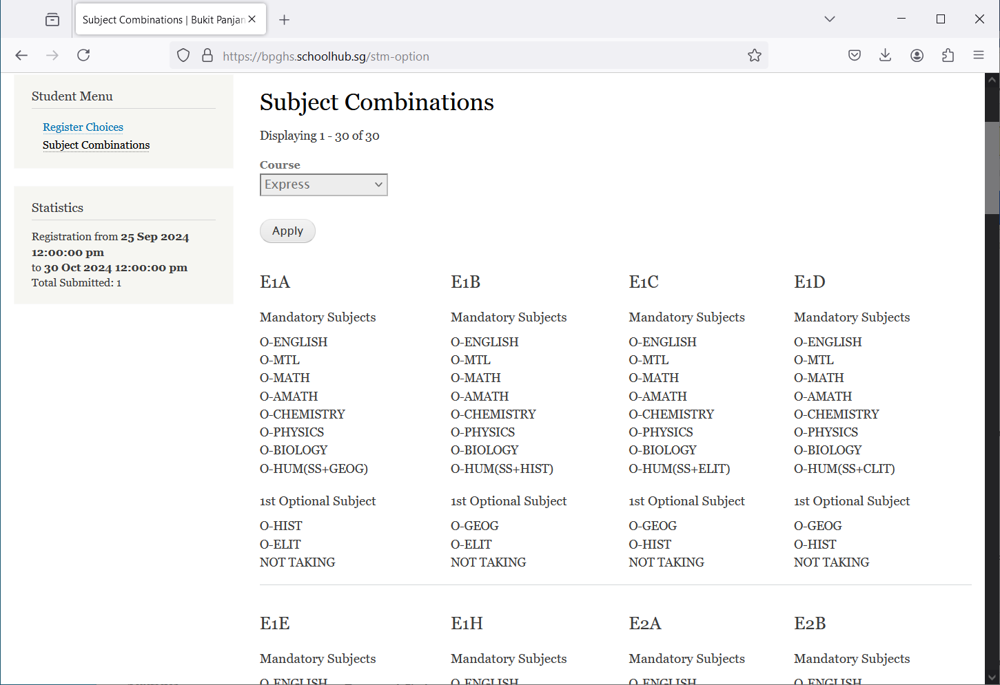 Subject Combinations | Bukit Panjan
https://bpghs.schoolhub.sg/stm-option
Student Menu
Register Choices
Subject Combinations
Statistics
Registration from 25 Sep 2024
12:00:00 pm
to 30 Oct 2024 12:00:00 pm
Total Submitted: 1
Subject Combinations
Displaying 1 - 30 of 30
Course
Express
Apply
E1A
Mandatory Subjects
O-ENGLISH
O-MTL
O-MATH
O-AMATH
O-CHEMISTRY
O-PHYSICS
O-BIOLOGY
O-HUM(SS+GEOG)
1st Optional Subject
O-HIST
O-ELIT
NOT TAKING
E1B
Mandatory Subjects
O-ENGLISH
O-MTL
O-MATH
O-AMATH
O-CHEMISTRY
O-PHYSICS
O-BIOLOGY
O-HUM(SS+HIST)
1st Optional Subject
O-GEOG
O-ELIT
NOT TAKING
E1C
Mandatory Subjects
O-ENGLISH
O-MTL
O-MATH
O-AMATH
O-CHEMISTRY
O-PHYSICS
O-BIOLOGY
O-HUM(SS+ELIT)
1st Optional Subject
O-GEOG
O-HIST
NOT TAKING
E1D
Mandatory Subjects
O-ENGLISH
O-MTL
O-MATH
O-AMATH
O-CHEMISTRY
O-PHYSICS
O-BIOLOGY
O-HUM(SS+CLIT)
1st Optional Subject
O-GEOG
O-HIST
NOT TAKING
E1E
Mandatory Subjects
O-ENGLISH
E1H
Mandatory Subjects
O-ENGLISH
E2A
Mandatory Subjects
O-ENGLISH
E2B
Mandatory Subjects
O-ENGLISH